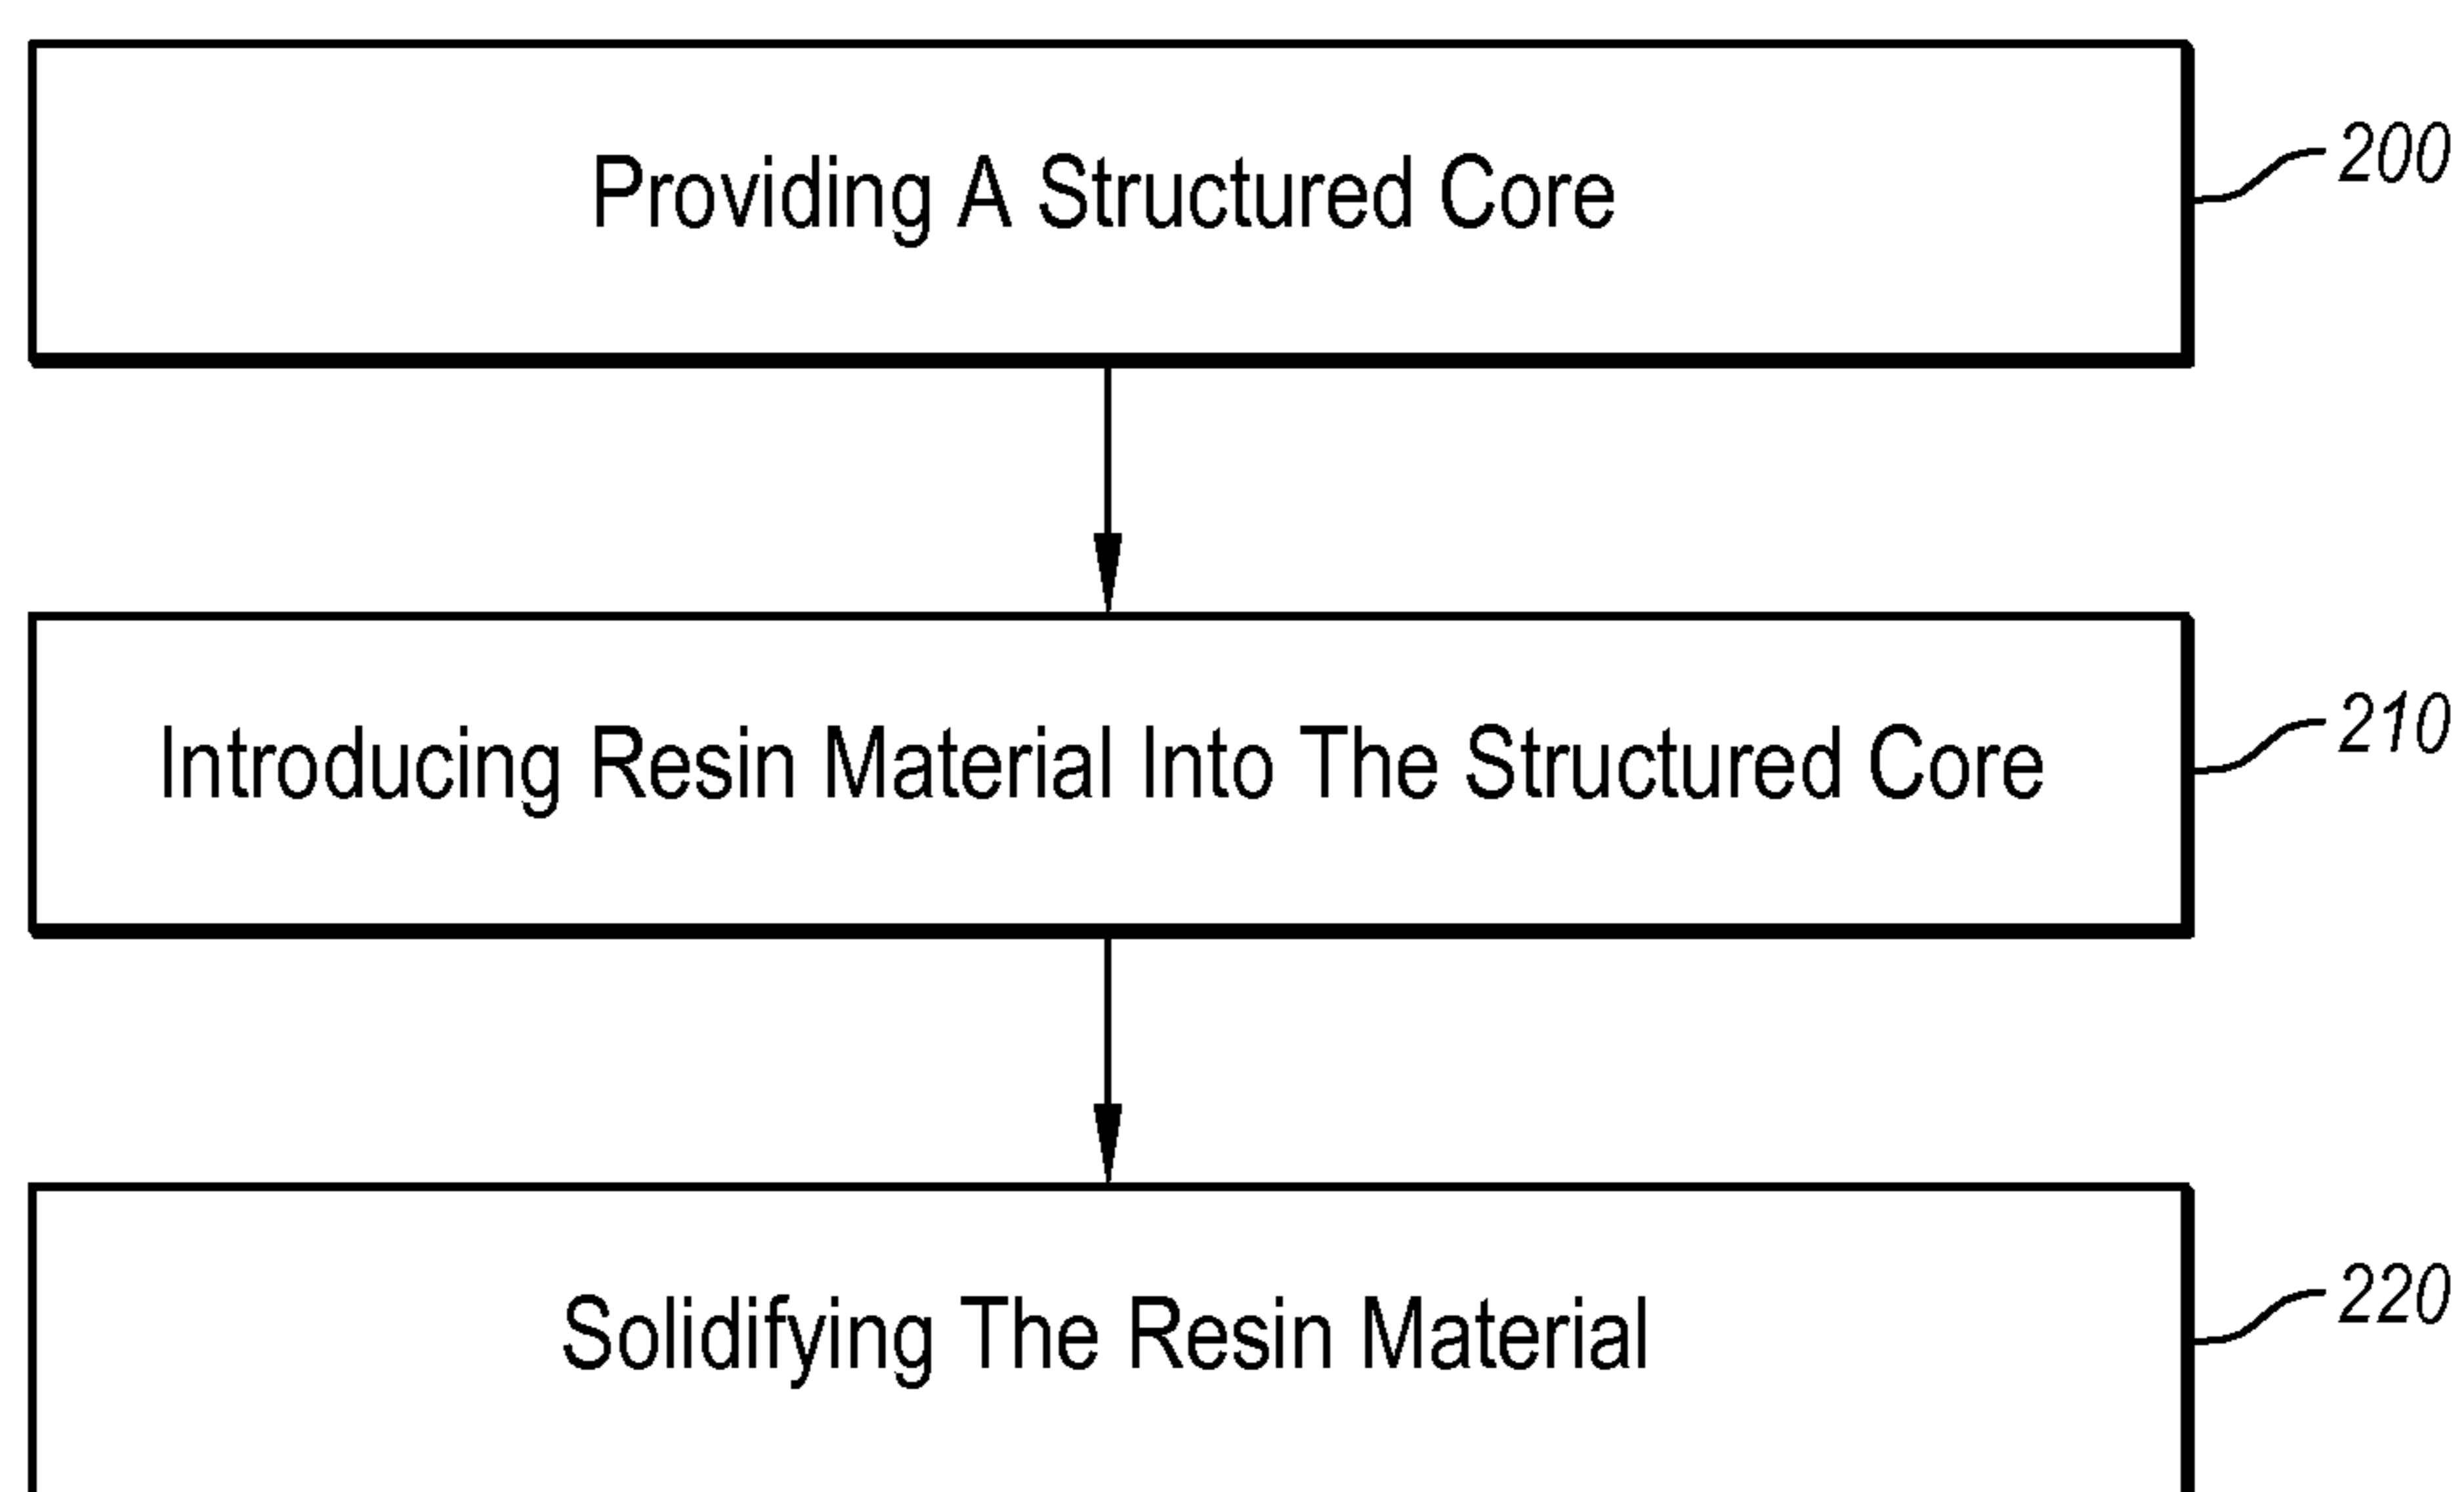 Providing A Structured Core
200
Introducing Resin Material Into The Structured Core
210
Solidifying The Resin Material
220